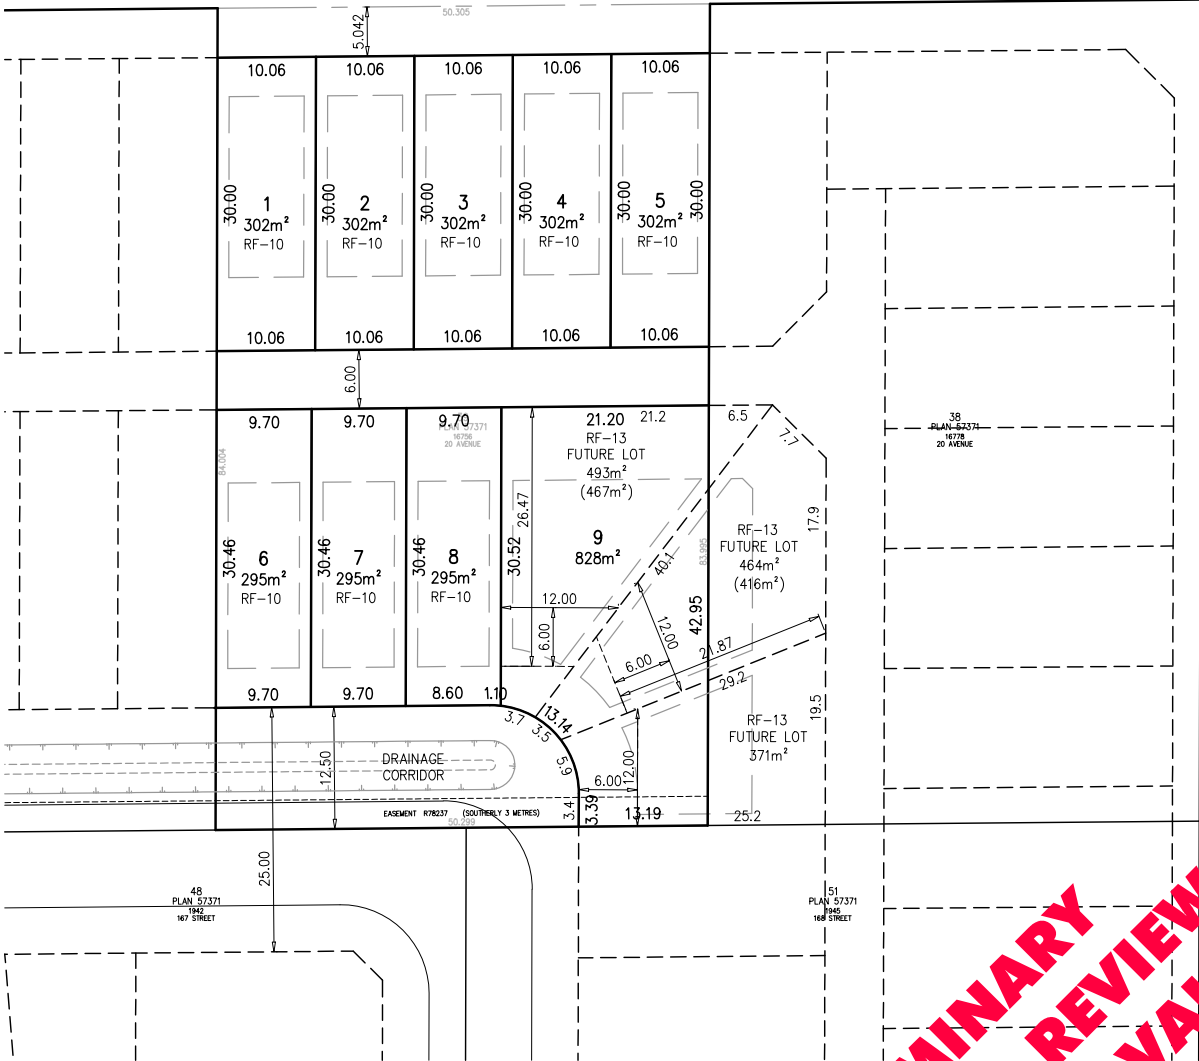 50.305
5.042
10.06
10.06
10.06
10.06
10.06
30.00
30.00
30.00
30.00
30.00
30.00
1
302m²
RF-10
2
302m²
RF-10
3
302m²
RF-10
4
302m²
RF-10
5
302m²
RF-10
10.06
10.06
10.06
10.06
10.06
6.00
9.70
9.70
9.70
PLAN 57371
16756
20 AVENUE
84.004
21.20
21.2
RF-13
FUTURE LOT
493m²
(467m²)
6.5
7.7
38
PLAN 57371
16778
20 AVENUE
30.46
30.46
30.46
30.52
26.47
6
295m²
RF-10
7
295m²
RF-10
8
295m²
RF-10
9
828m²
83.995
40.1
17.9
RF-13
FUTURE LOT
464m²
(416m²)
12.00
6.00
12.00
42.95
6.00
21.87
29.2
9.70
9.70
8.60
1.10
3.7
13.14
3.5
5.9
19.5
RF-13
FUTURE LOT
371m²
12.50
DRAINAGE
CORRIDOR
6.00
12.00
3.4
3.39
13.19
25.2
EASEMENT R78237 (SOUTHERLY 3 METRES)
50.299
25.00
48
PLAN 57371
1942
167 STREET
51
PLAN 57371
1945
168 STREET
MINARY
REVIEW
VAL